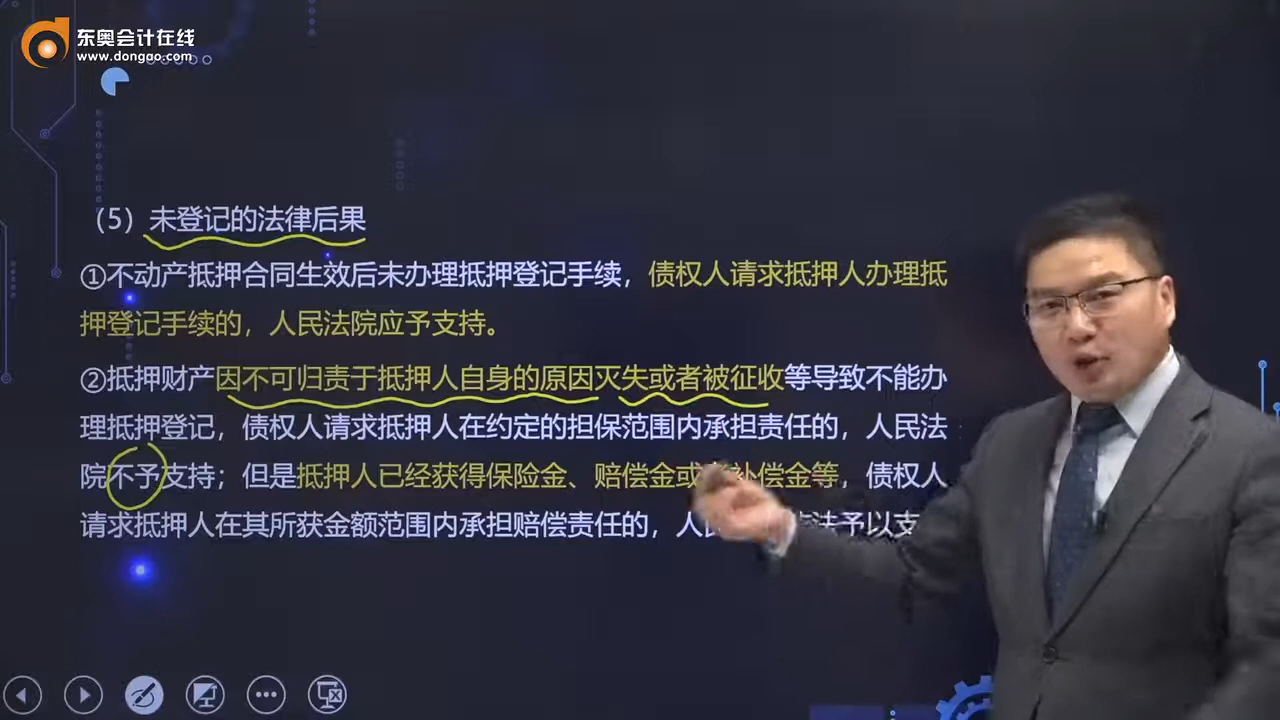 东奥会计在线
www.dongao.com
（5）未登记的法律后果
①不动产抵押合同生效后未办理抵押登记手续，债权人请求抵押人办理抵
押登记手续的，人民法院应予支持。
②抵押财产因不可归责于抵押人自身的原因灭失或者被征收等导致不能办
理抵押登记，债权人请求抵押人在约定的担保范围内承担责任的，人民法
院不予支持；但是抵押人已经获得保险金、赔偿金或 补偿金等，债权人
请求抵押人在其所获金额范围内承担赔偿责任的，人民 法予以支